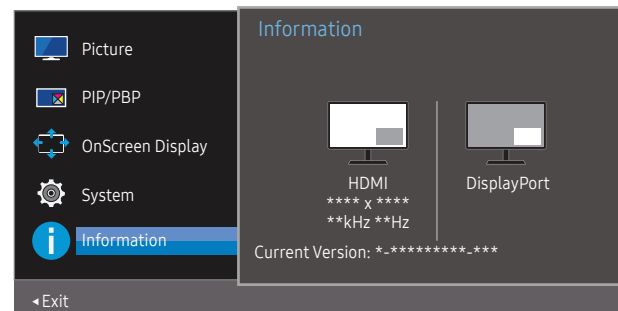 Picture
PIP/PBP
OnScreen Display
System
Information
◂Exit
Information
HDMI
**** x ****
**kHz **Hz
DisplayPort
Current Version: *-*********-***